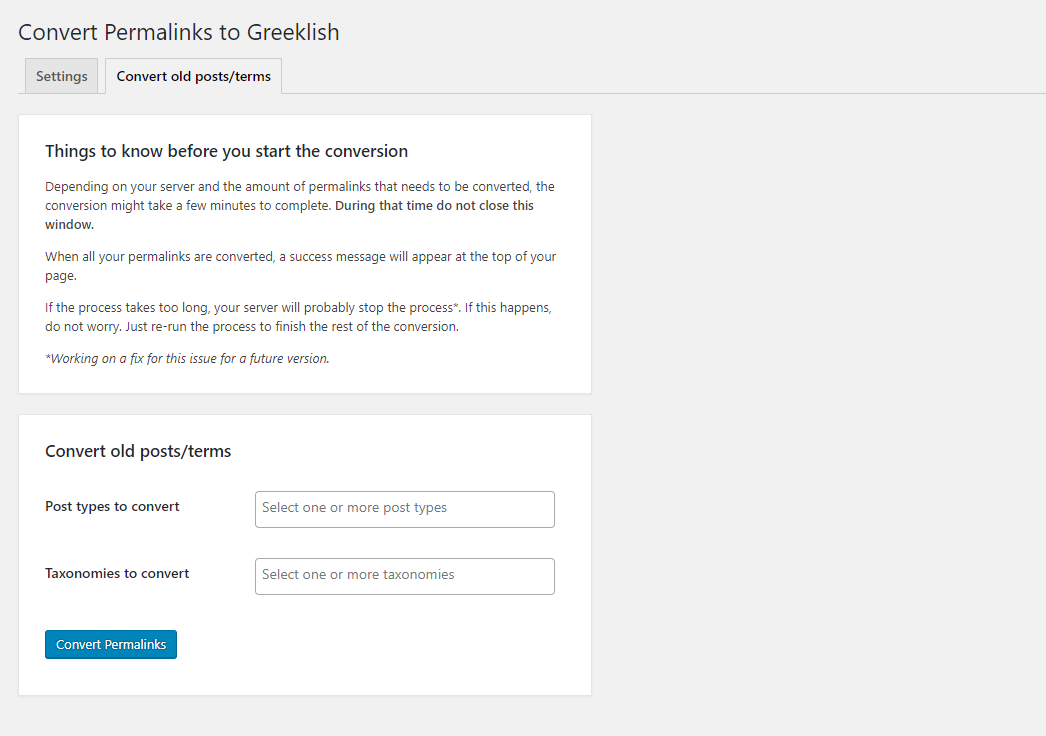 Convert Permalinks to Greeklish
Settings
Convert old posts/terms
Things to know before you start the conversion
Depending on your server and the amount of permalinks that needs to be converted, the
conversion might take a few minutes to complete. During that time do not close this
window.
When all your permalinks are converted, a success message will appear at the top of your
page.
If the process takes too long, your server will probably stop the process*. If this happens,
do not worry. Just re-run the process to finish the rest of the conversion.
*Working on a fix for this issue for a future version.
Convert old posts/terms
Post types to convert
Select one or more post types
Taxonomies to convert
Select one or more taxonomies
Convert Permalinks